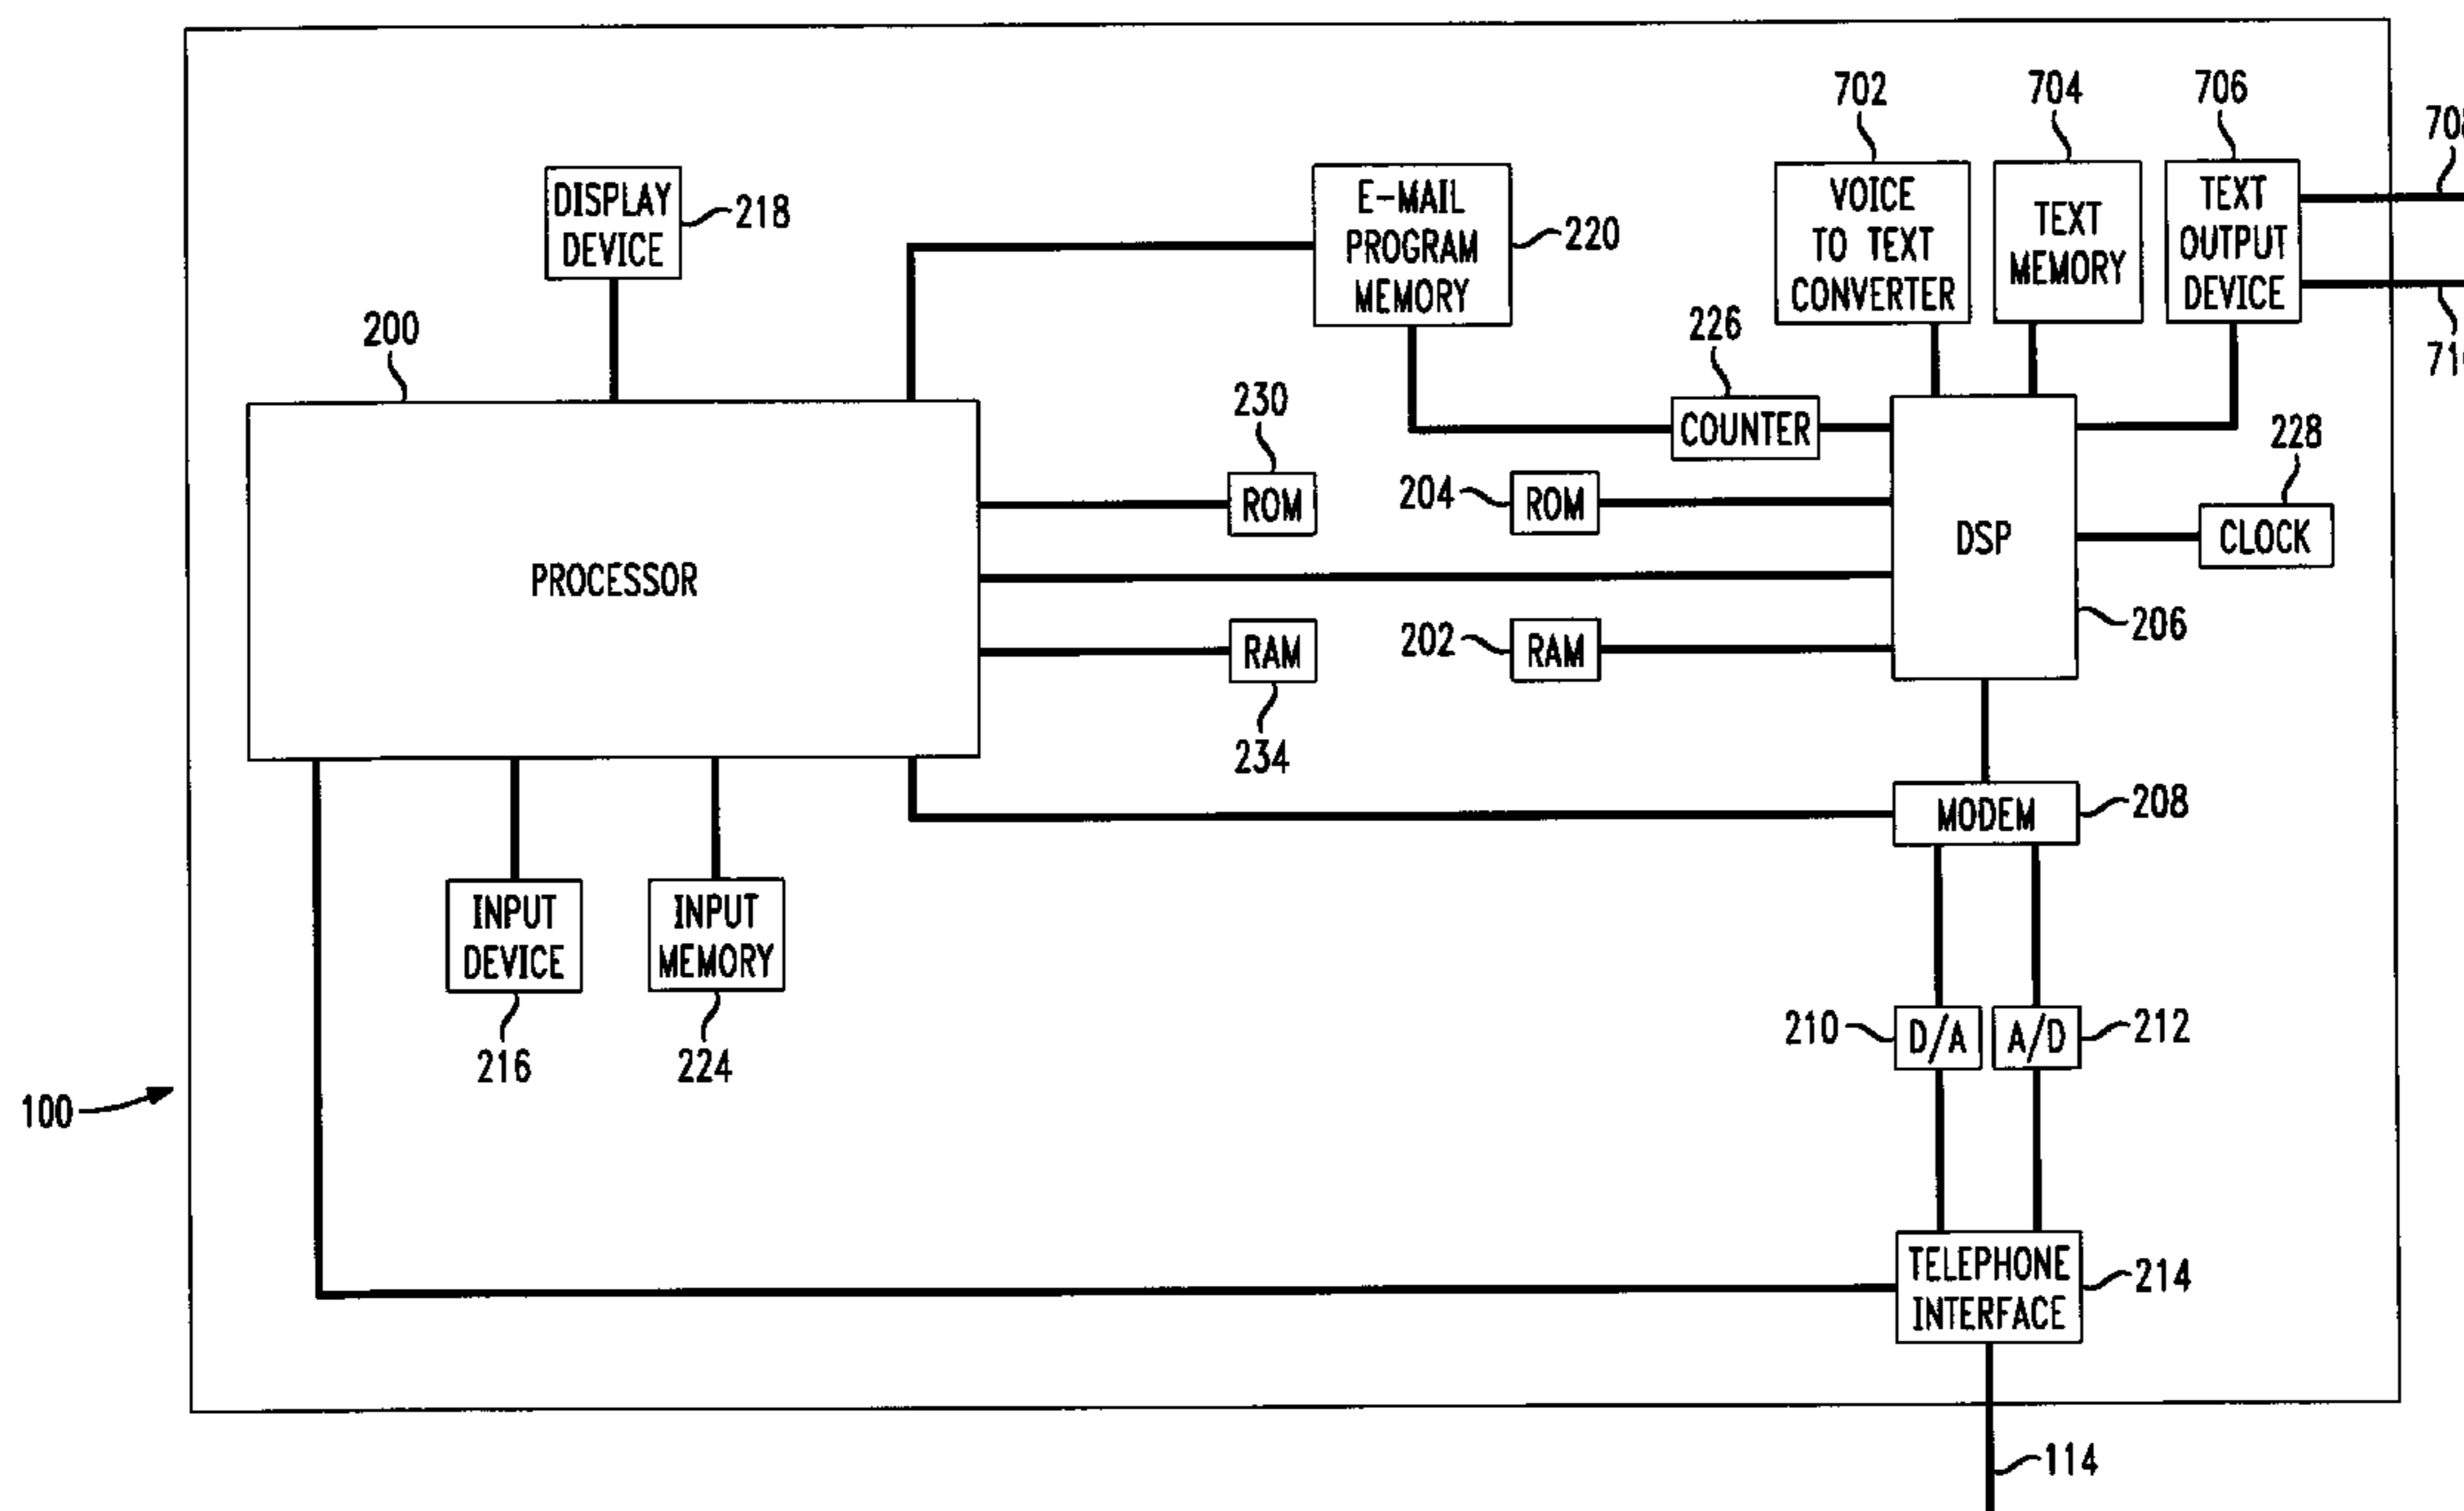 702
704
706
DISPLAY
DEVICE
218
E-MAIL
PROGRAM
MEMORY
220
VOICE
TO TEXT
CONVERTER
TEXT
MEMORY
TEXT
OUTPUT
DEVICE
200
226
COUNTER
230
ROM
204
ROM
228
CLOCK
PROCESSOR
DSP
206
RAM
234
202
RAM
MODEM
208
INPUT
DEVICE
216
INPUT
MEMORY
224
210
D/A
A/D
212
100
TELEPHONE
INTERFACE
214
114